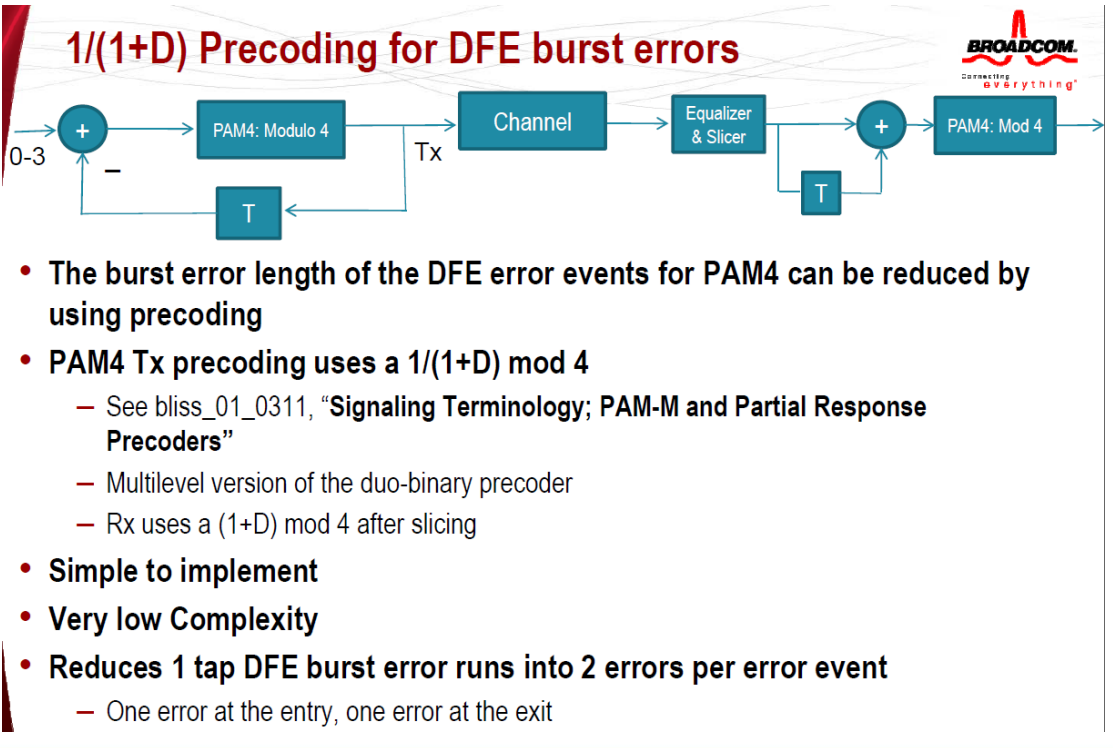 1/(1+D) Precoding for DFE burst errors
BROADCOM.
Connecting
everything®
0-3
+
–
PAM4: Modulo 4
T
Tx
Channel
Equalizer
& Slicer
T
+
PAM4: Mod 4
• The burst error length of the DFE error events for PAM4 can be reduced by
using precoding
• PAM4 Tx precoding uses a 1/(1+D) mod 4
– See bliss_01_0311, “Signaling Terminology; PAM-M and Partial Response
Precoders”
– Multilevel version of the duo-binary precoder
– Rx uses a (1+D) mod 4 after slicing
• Simple to implement
• Very low Complexity
• Reduces 1 tap DFE burst error runs into 2 errors per error event
– One error at the entry, one error at the exit